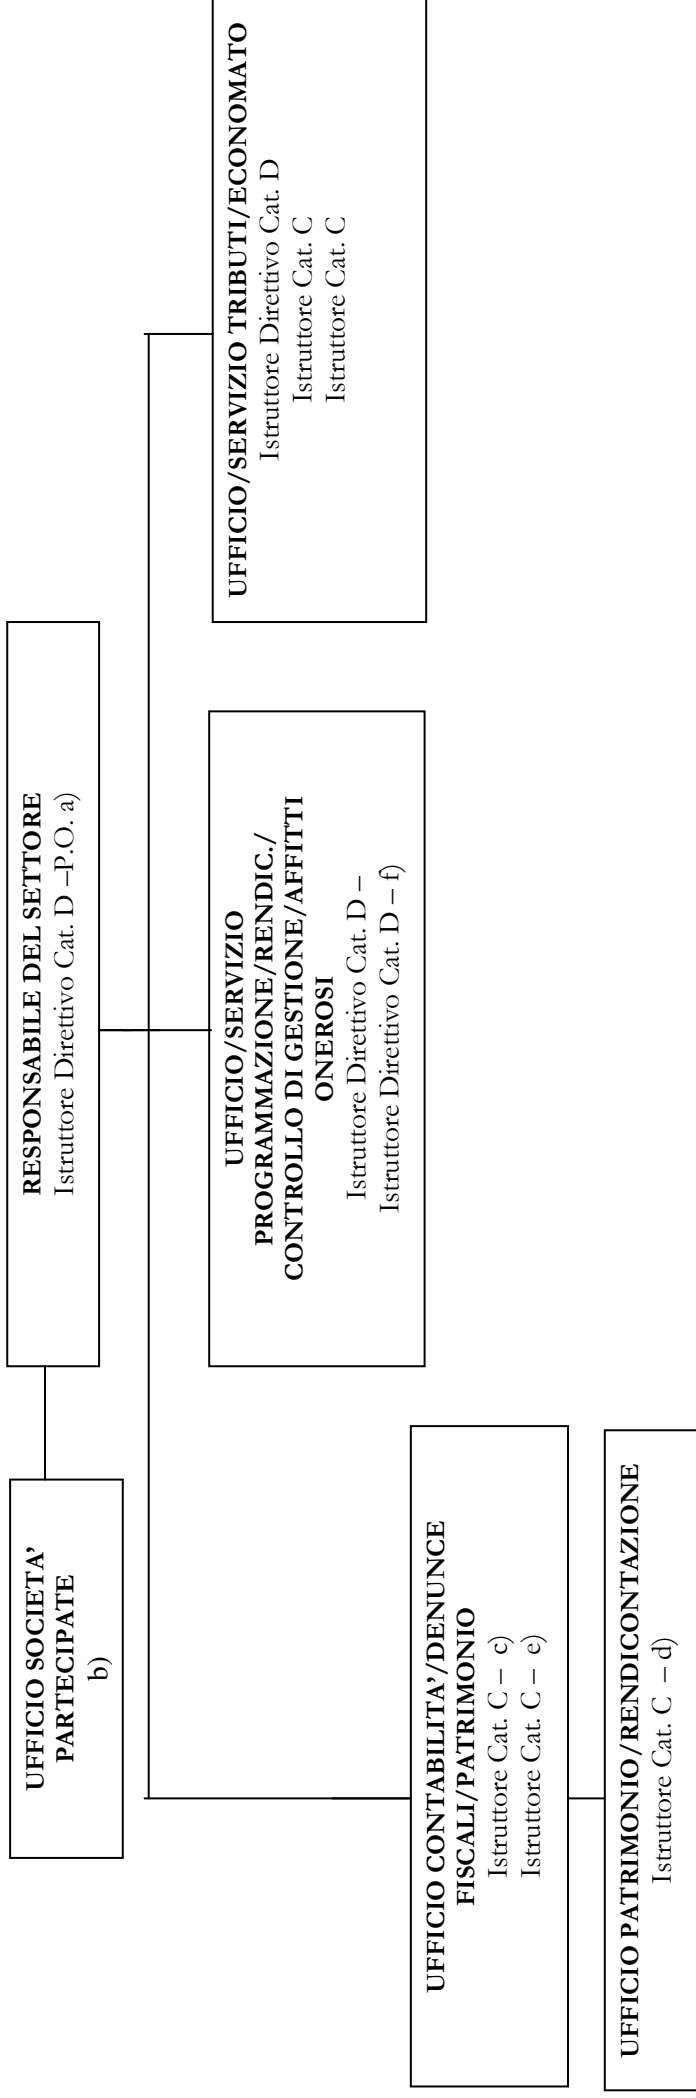 RESPONSABILE DEL SETTORE
Istruttore Direttivo Cat. D –P.O. a)
UFFICIO SOCIETA’
PARTECIPATE
b)
UFFICIO CONTABILITA’/DENUNCE
FISCALI/PATRIMONIO
Istruttore Cat. C – c)
Istruttore Cat. C – e)
UFFICIO PATRIMONIO/RENDICONTAZIONE
Istruttore Cat. C – d)
UFFICIO/SERVIZIO
PROGRAMMAZIONE/RENDIC./
CONTROLLO DI GESTIONE/AFFITTI
ONEROSI
Istruttore Direttivo Cat. D –
Istruttore Direttivo Cat. D – f)
UFFICIO/SERVIZIO TRIBUTI/ECONOMATO
Istruttore Direttivo Cat. D
Istruttore Cat. C
Istruttore Cat. C